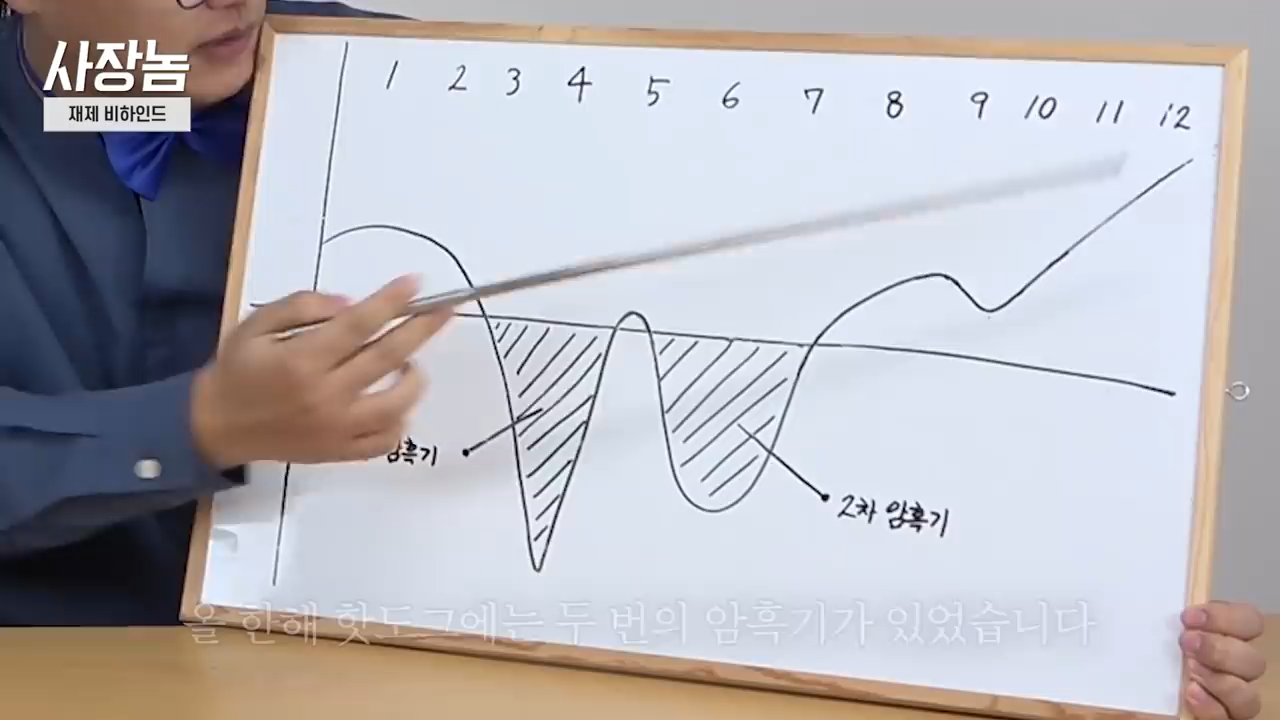 사장놈
재제 비하인드
1 2 3 4 5 6 7 8 9 10 11 12
암흑기
2차 암흑기
올 한해 핫도그에는 두 번의 암흑기가 있었습니다